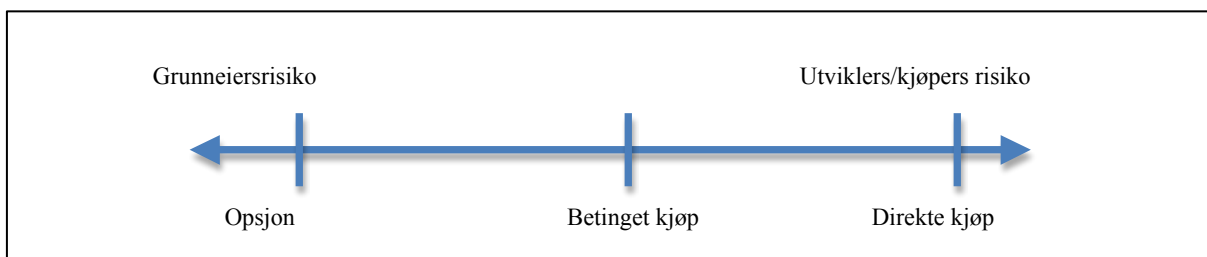 Grunneiersrisiko
Utviklers/kjøpers risiko
Opsjon
Betinget kjøp
Direkte kjøp